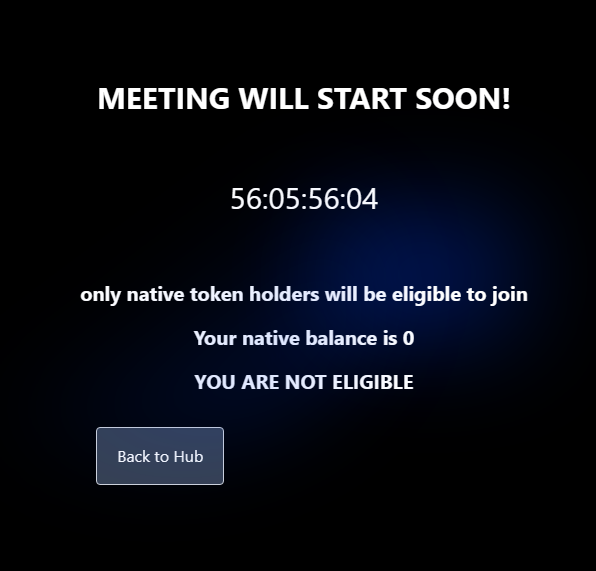 MEETING WILL START SOON!
56:05:56:04
only native token holders will be eligible to join
Your native balance is 0
YOU ARE NOT ELIGIBLE
Back to Hub